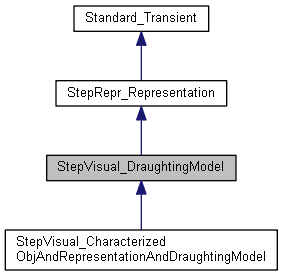 Standard_Transient
StepRepr_Representation
StepVisual_DraughtingModel
StepVisual_Characterized
ObjAndRepresentationAndDraughtingModel